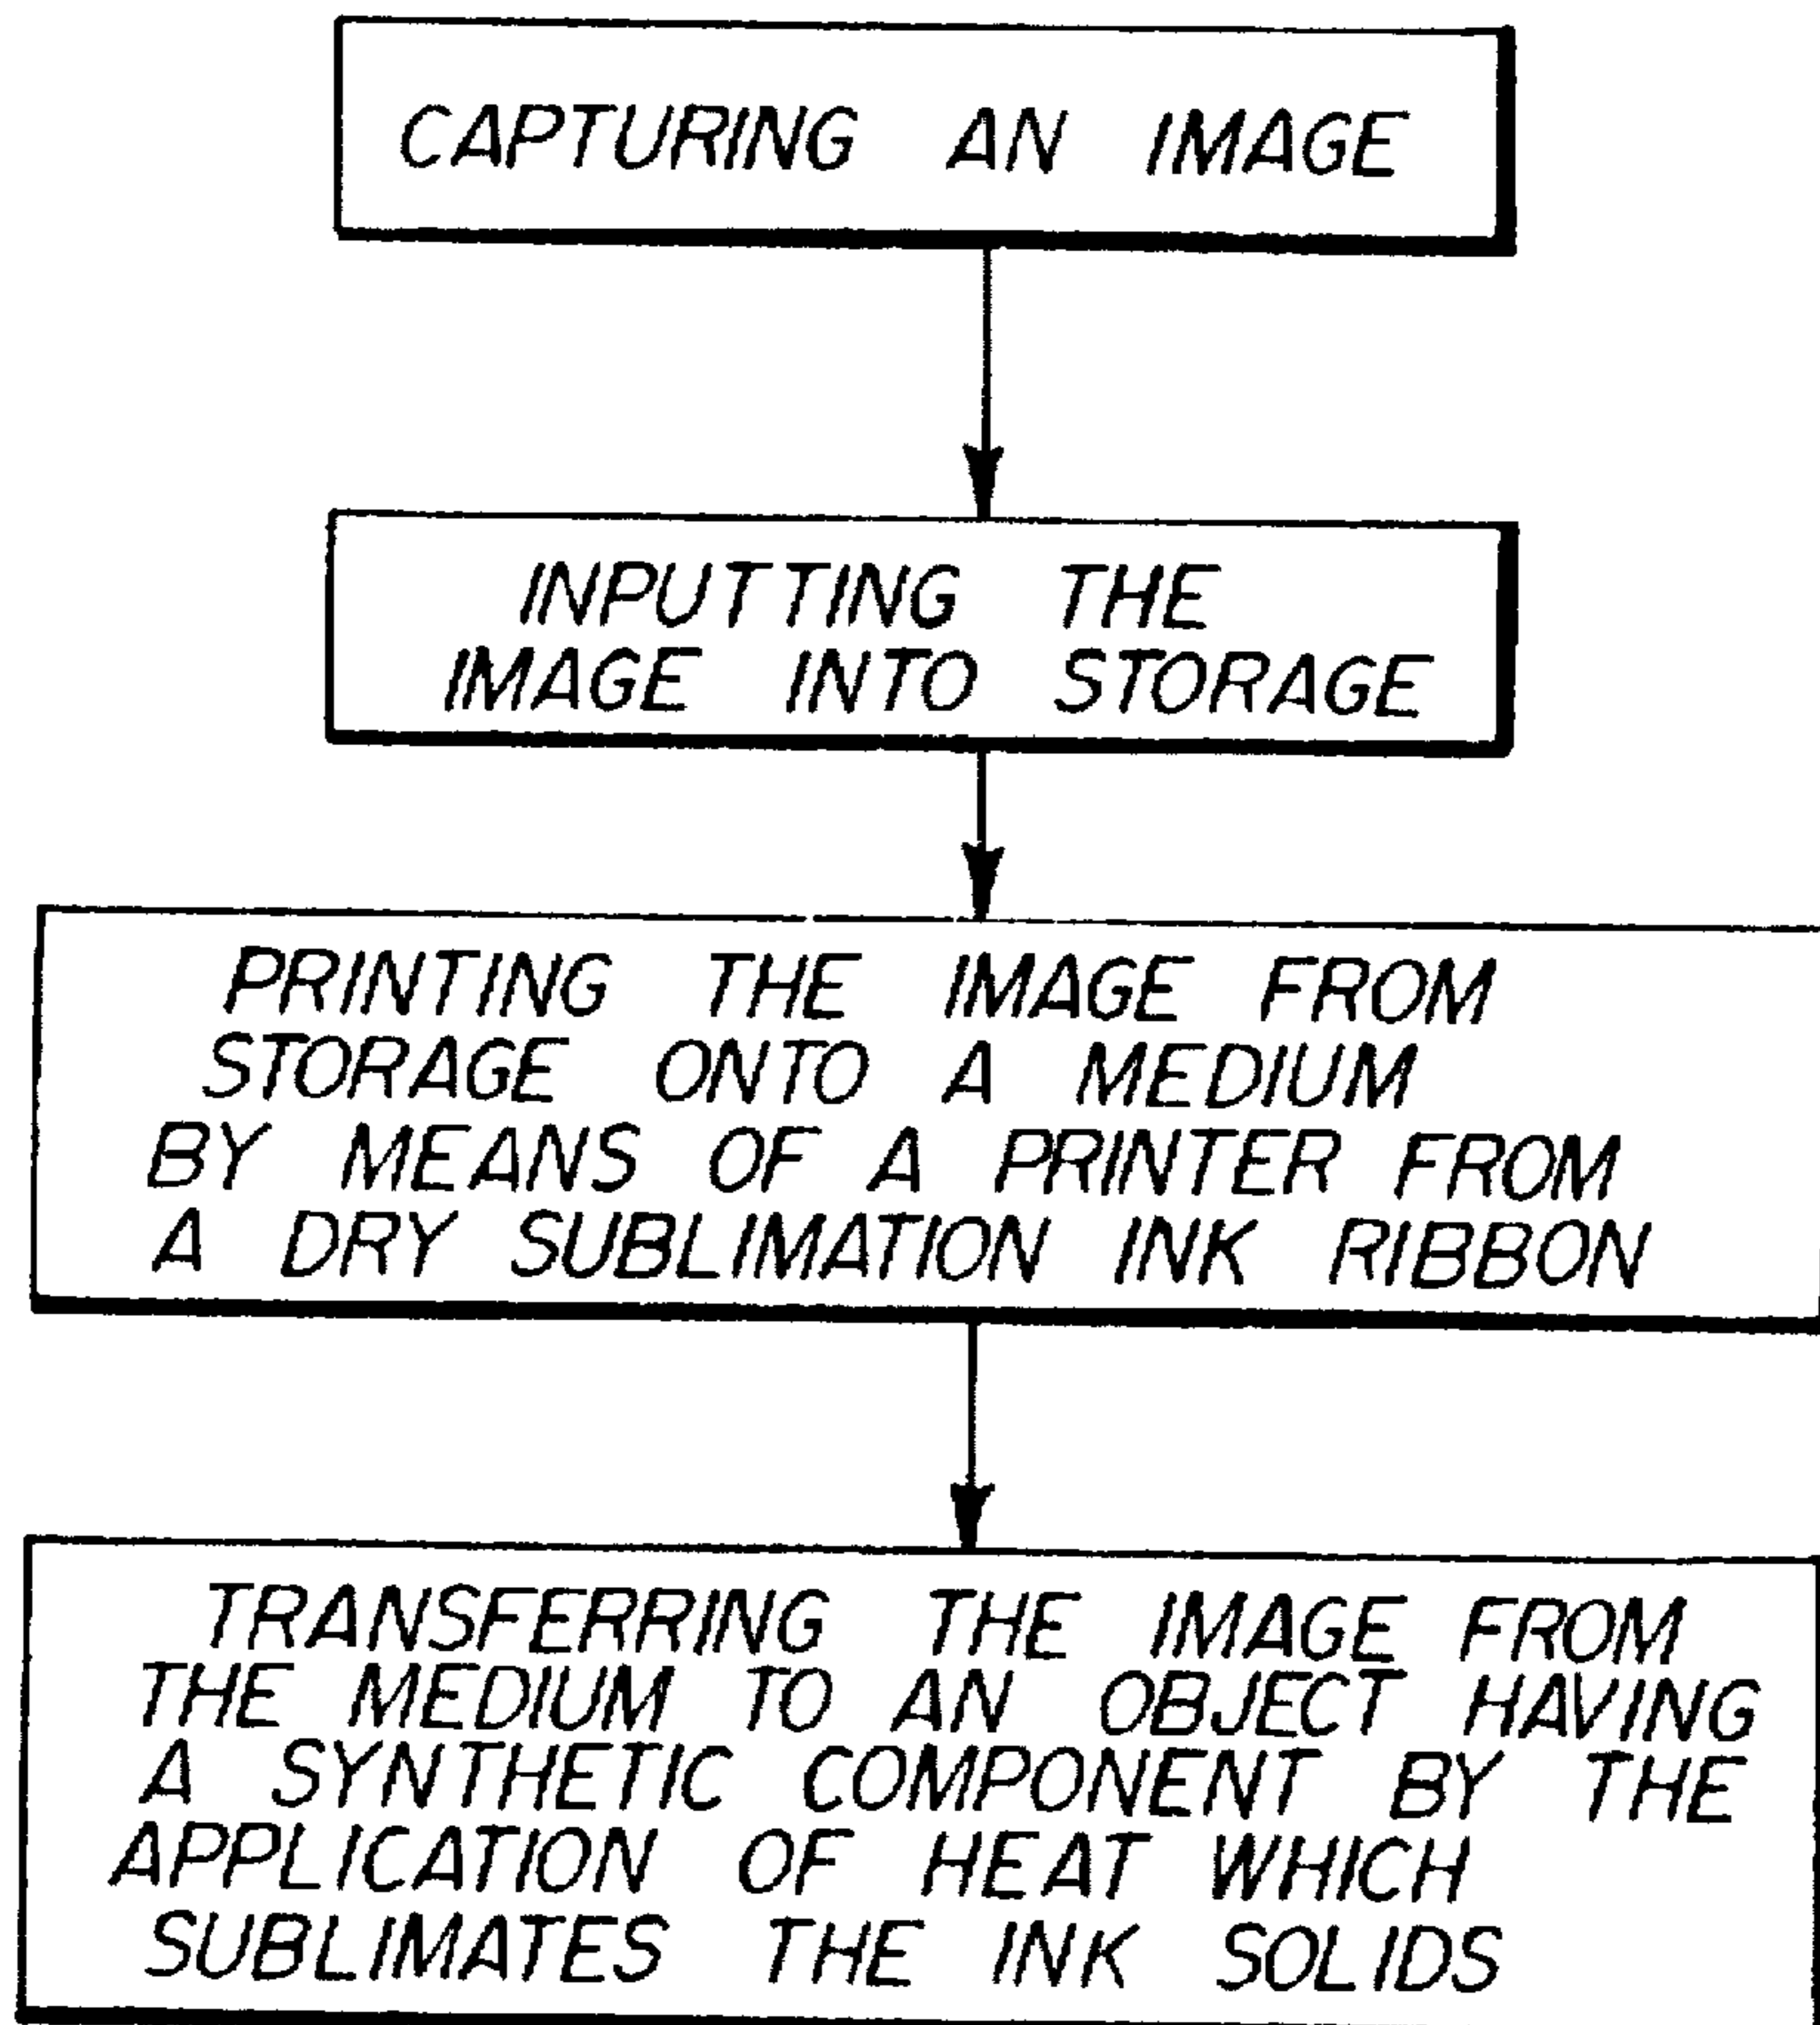 CAPTURING AN IMAGE
INPUTTING THE
IMAGE INTO STORAGE
PRINTING THE IMAGE FROM
STORAGE ONTO A MEDIUM
BY MEANS OF A PRINTER FROM
A DRY SUBLIMATION INK RIBBON
TRANSFERRING THE IMAGE FROM
THE MEDIUM TO AN OBJECT HAVING
A SYNTHETIC COMPONENT BY THE
APPLICATION OF HEAT WHICH
SUBLIMATES THE INK SOLIDS